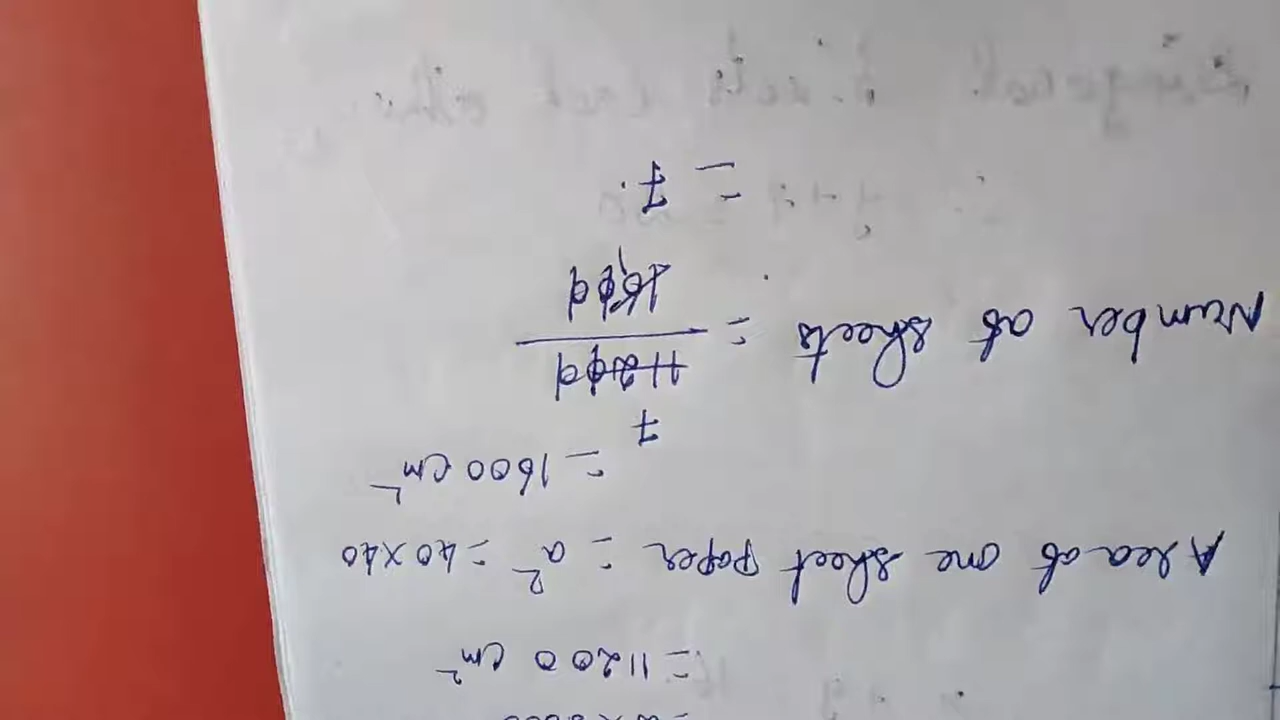 = 11200 cm²
Area of one sheet paper = a² = 40 x 40
= 1600 cm²
7
Number of sheets = 11200 / 1600
= 7.